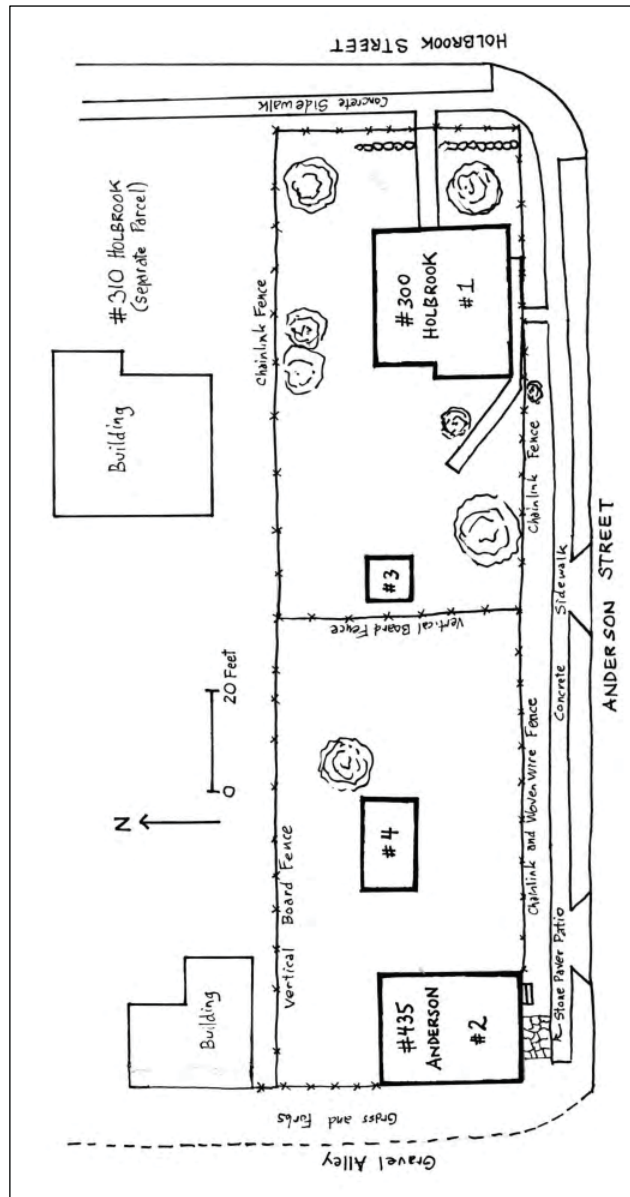 HOLBROOK STREET
Concrete Sidewalk
#310 HOLBROOK
(separate Parcel)
Building
Chainlink Fence
#300
HOLBROOK
#1
Chainlink Fence
#3
Vertical Board Fence
Sidewalk
Concrete
ANDERSON STREET
0
20 Feet
N
#4
Vertical Board Fence
Chainlink and Woven Wire Fence
Building
#435
ANDERSON
#2
Stone Paver Patio
Grass and Forbs
Gravel Alley